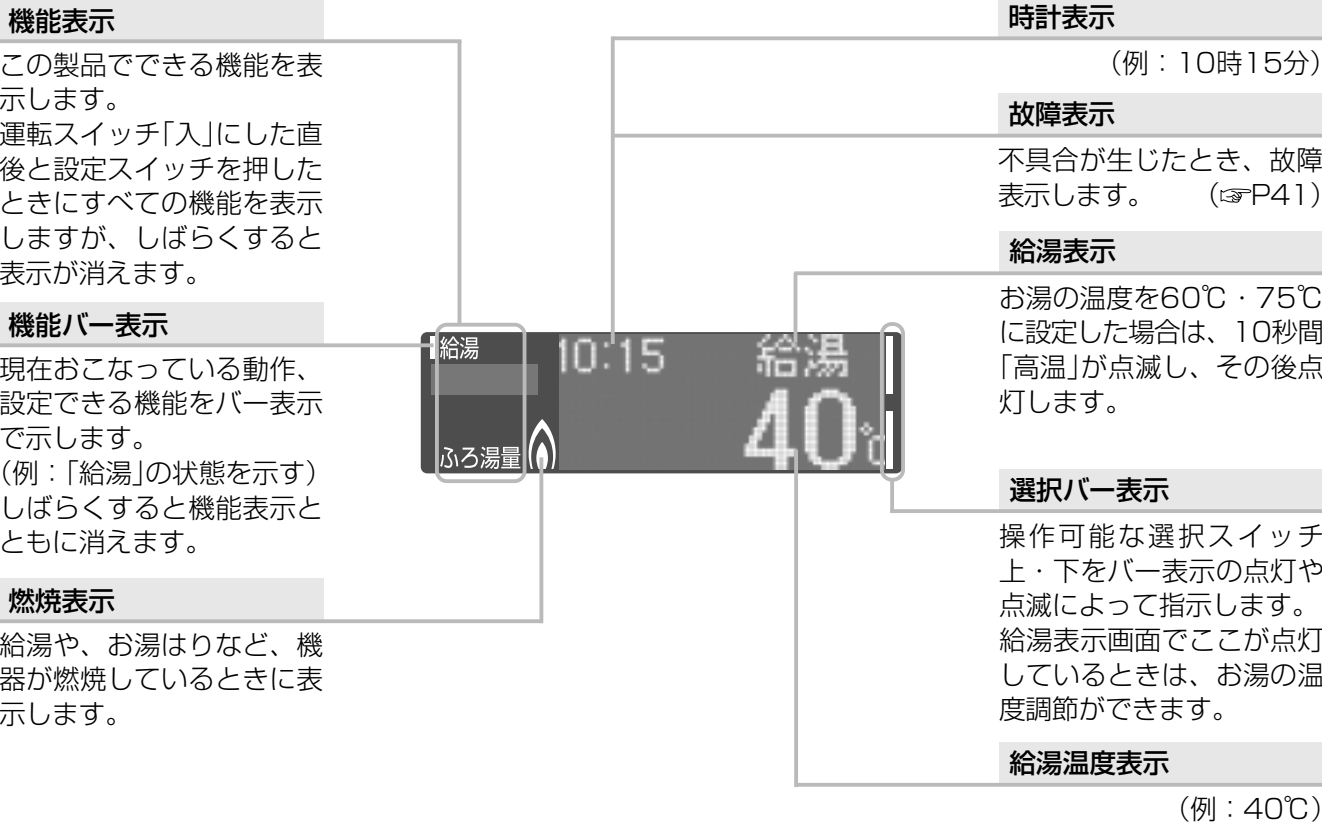 機能表示
この製品でできる機能を表
示します。
運転スイッチ「入」にした直
後と設定スイッチを押した
ときにすべての機能を表示
しますが、しばらくすると
表示が消えます。
機能バー表示
現在おこなっている動作、
設定できる機能をバー表示
で示します。
(例：「給湯」の状態を示す)
しばらくすると機能表示と
ともに消えます。
燃焼表示
給湯や、お湯はりなど、機
器が燃焼しているときに表
示します。
給湯
ふろ湯量
10:15
給湯
40℃
時計表示
(例：10時15分)
故障表示
不具合が生じたとき、故障
表示します。 (☞P41)
給湯表示
お湯の温度を60℃・75℃
に設定した場合は、10秒間
「高温」が点滅し、その後点
灯します。
選択バー表示
操作可能な選択スイッチ
上・下をバー表示の点灯や
点滅によって指示します。
給湯表示画面でここが点灯
しているときは、お湯の温
度調節ができます。
給湯温度表示
(例：40℃)